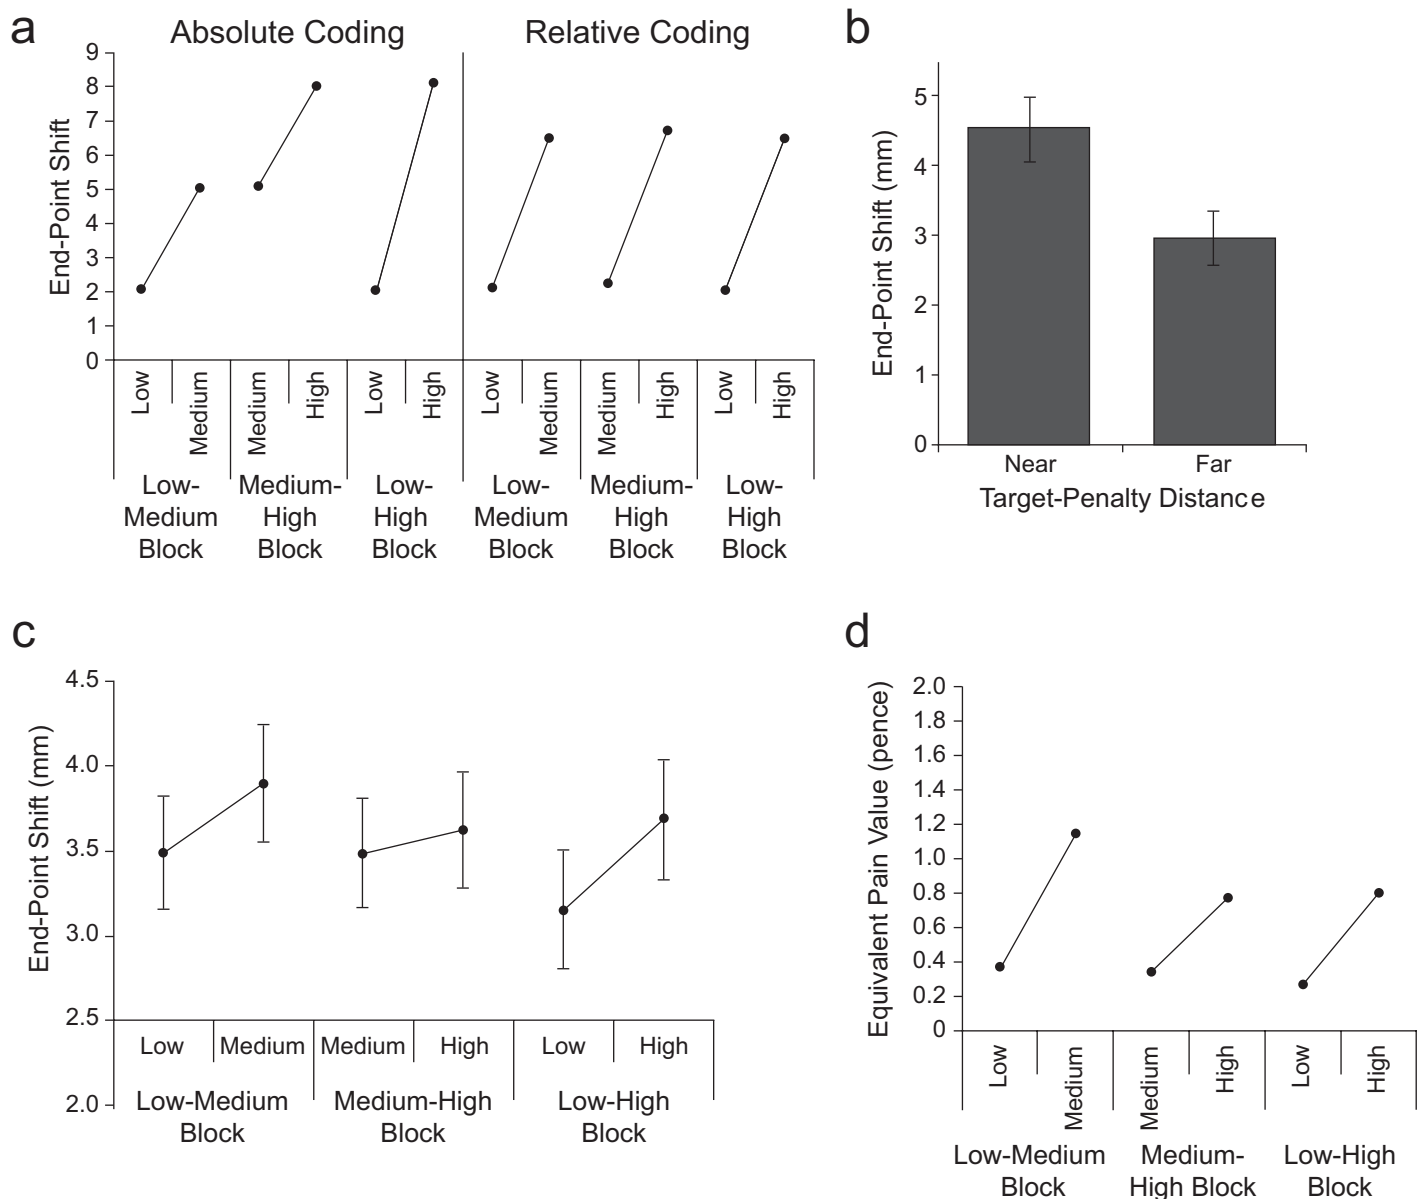 a
Absolute Coding
Relative Coding
End-Point Shift
9
8
7
6
5
4
3
2
1
0
Low
Medium
Medium
High
Low
High
Low
Medium
Medium
High
Low
High
Low-
Medium
Block
Medium-
High
Block
Low-
High
Block
Low-
Medium
Block
Medium-
High
Block
Low-
High
Block
b
End-Point Shift (mm)
5
4
3
2
1
0
Near
Far
Target-Penalty Distance
c
End-Point Shift (mm)
4.5
4.0
3.5
3.0
2.5
2.0
Low
Medium
Medium
High
Low
High
Low-Medium
Block
Medium-High
Block
Low-High
Block
d
Equivalent Pain Value (pence)
2.0
1.8
1.6
1.4
1.2
1.0
0.8
0.6
0.4
0.2
0
Low
Medium
Medium
High
Low
High
Low-Medium
Block
Medium-
High Block
Low-High
Block